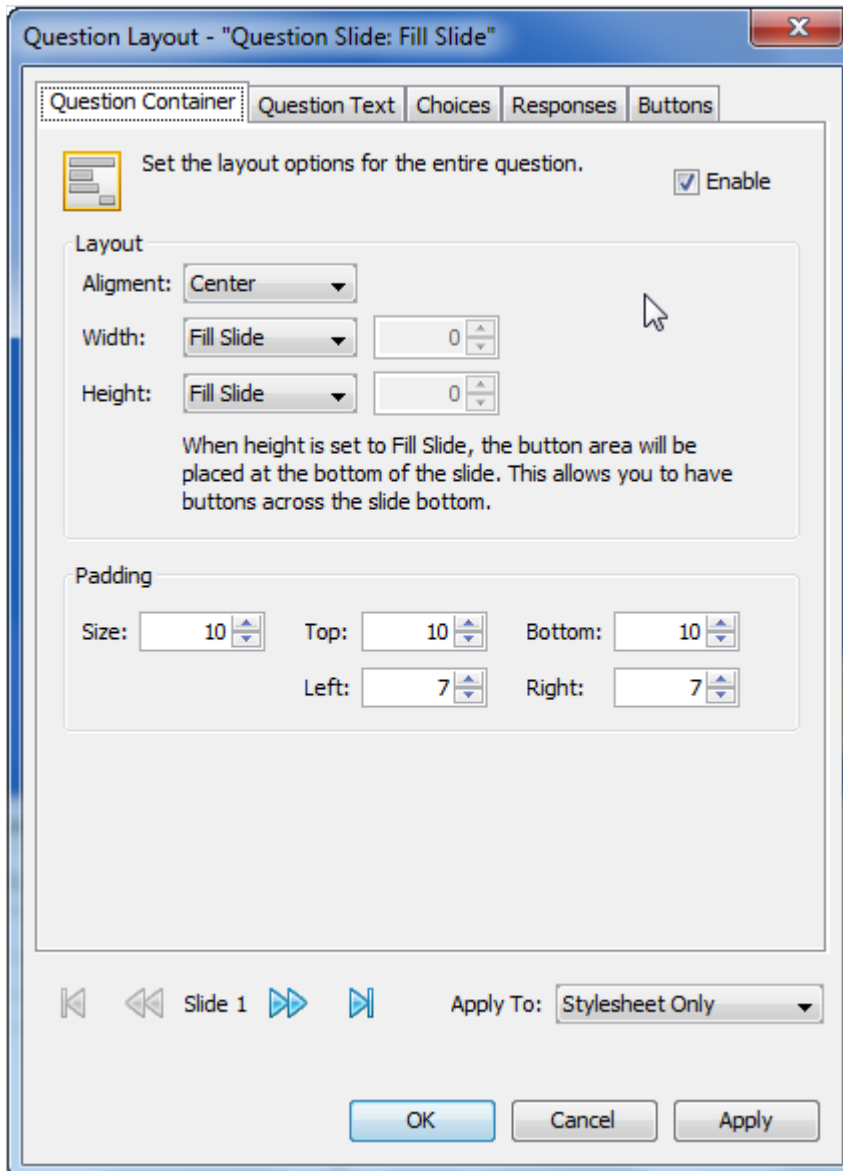 Question Layout - "Question Slide: Fill Slide"
Question Container Question Text Choices Responses Buttons
Set the layout options for the entire question.
Enable
Layout
Aligment: Center
Width: Fill Slide 0
Height: Fill Slide 0
When height is set to Fill Slide, the button area will be
placed at the bottom of the slide. This allows you to have
buttons across the slide bottom.
Padding
Size: 10 Top: 10 Bottom: 10
Left: 7 Right: 7
Slide 1 Apply To: Stylesheet Only
OK Cancel Apply